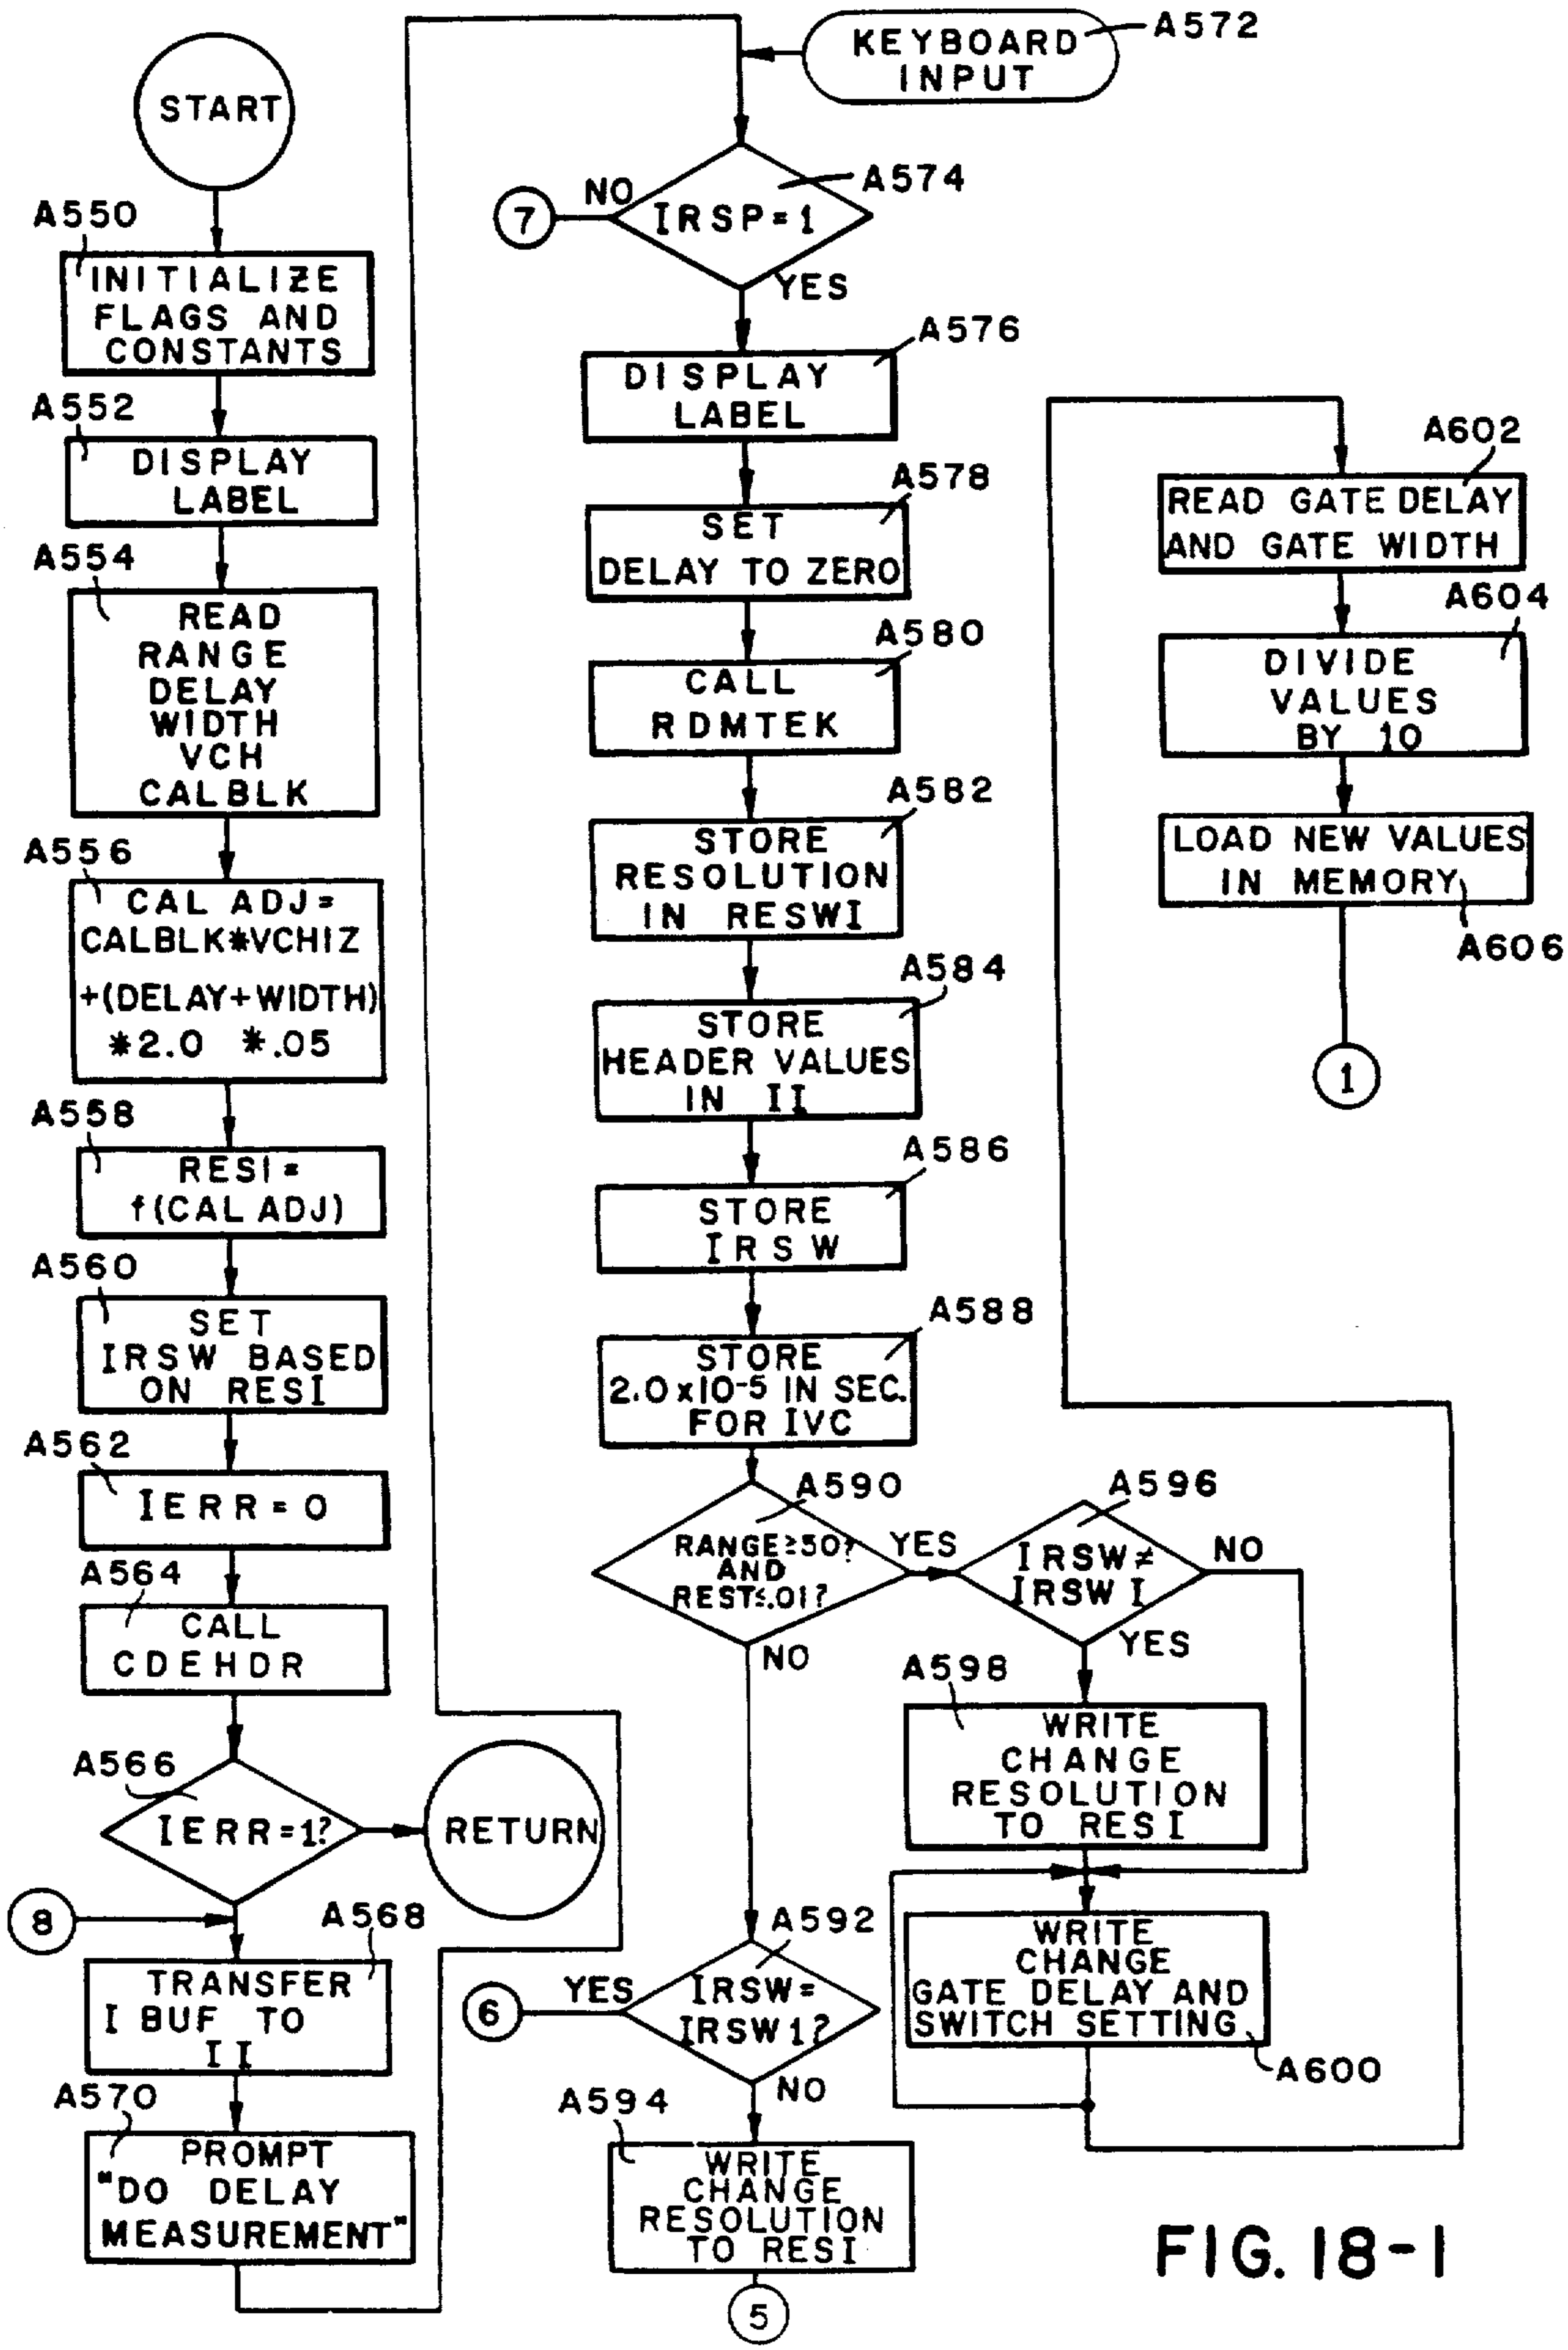 START
A550
INITIALIZE
FLAGS AND
CONSTANTS
A552
DISPLAY
LABEL
A554
READ
RANGE
DELAY
WIDTH
VCH
CALBLK
A556
CAL ADJ=
CALBLK*VCHIZ
+(DELAY+WIDTH)
*2.0 *.05
A558
RESI=
f(CAL ADJ)
A560
SET
IRSW BASED
ON RESI
A562
IERR=0
A564
CALL
CDEHDR
A566
IERR=1?
RETURN
8
A568
TRANSFER
I BUF TO
II
A570
PROMPT
"DO DELAY
MEASUREMENT"
KEYBOARD
INPUT
A572
A574
IRSP=1
NO
7
YES
A576
DISPLAY
LABEL
A578
SET
DELAY TO ZERO
A580
CALL
RDMTEK
A582
STORE
RESOLUTION
IN RESWI
A584
STORE
HEADER VALUES
IN II
A586
STORE
IRSW
A588
STORE
2.0x10-5 IN SEC.
FOR IVC
A590
RANGE≥50?
AND
REST≤.01?
YES
NO
A592
IRSW=
IRSW1?
YES
6
NO
A594
WRITE
CHANGE
RESOLUTION
TO RESI
5
A596
IRSW≠
IRSW I
NO
YES
A598
WRITE
CHANGE
RESOLUTION
TO RESI
WRITE
CHANGE
GATE DELAY AND
SWITCH SETTING
A600
A602
READ GATE DELAY
AND GATE WIDTH
A604
DIVIDE
VALUES
BY 10
LOAD NEW VALUES
IN MEMORY
A606
1
FIG. 18-1